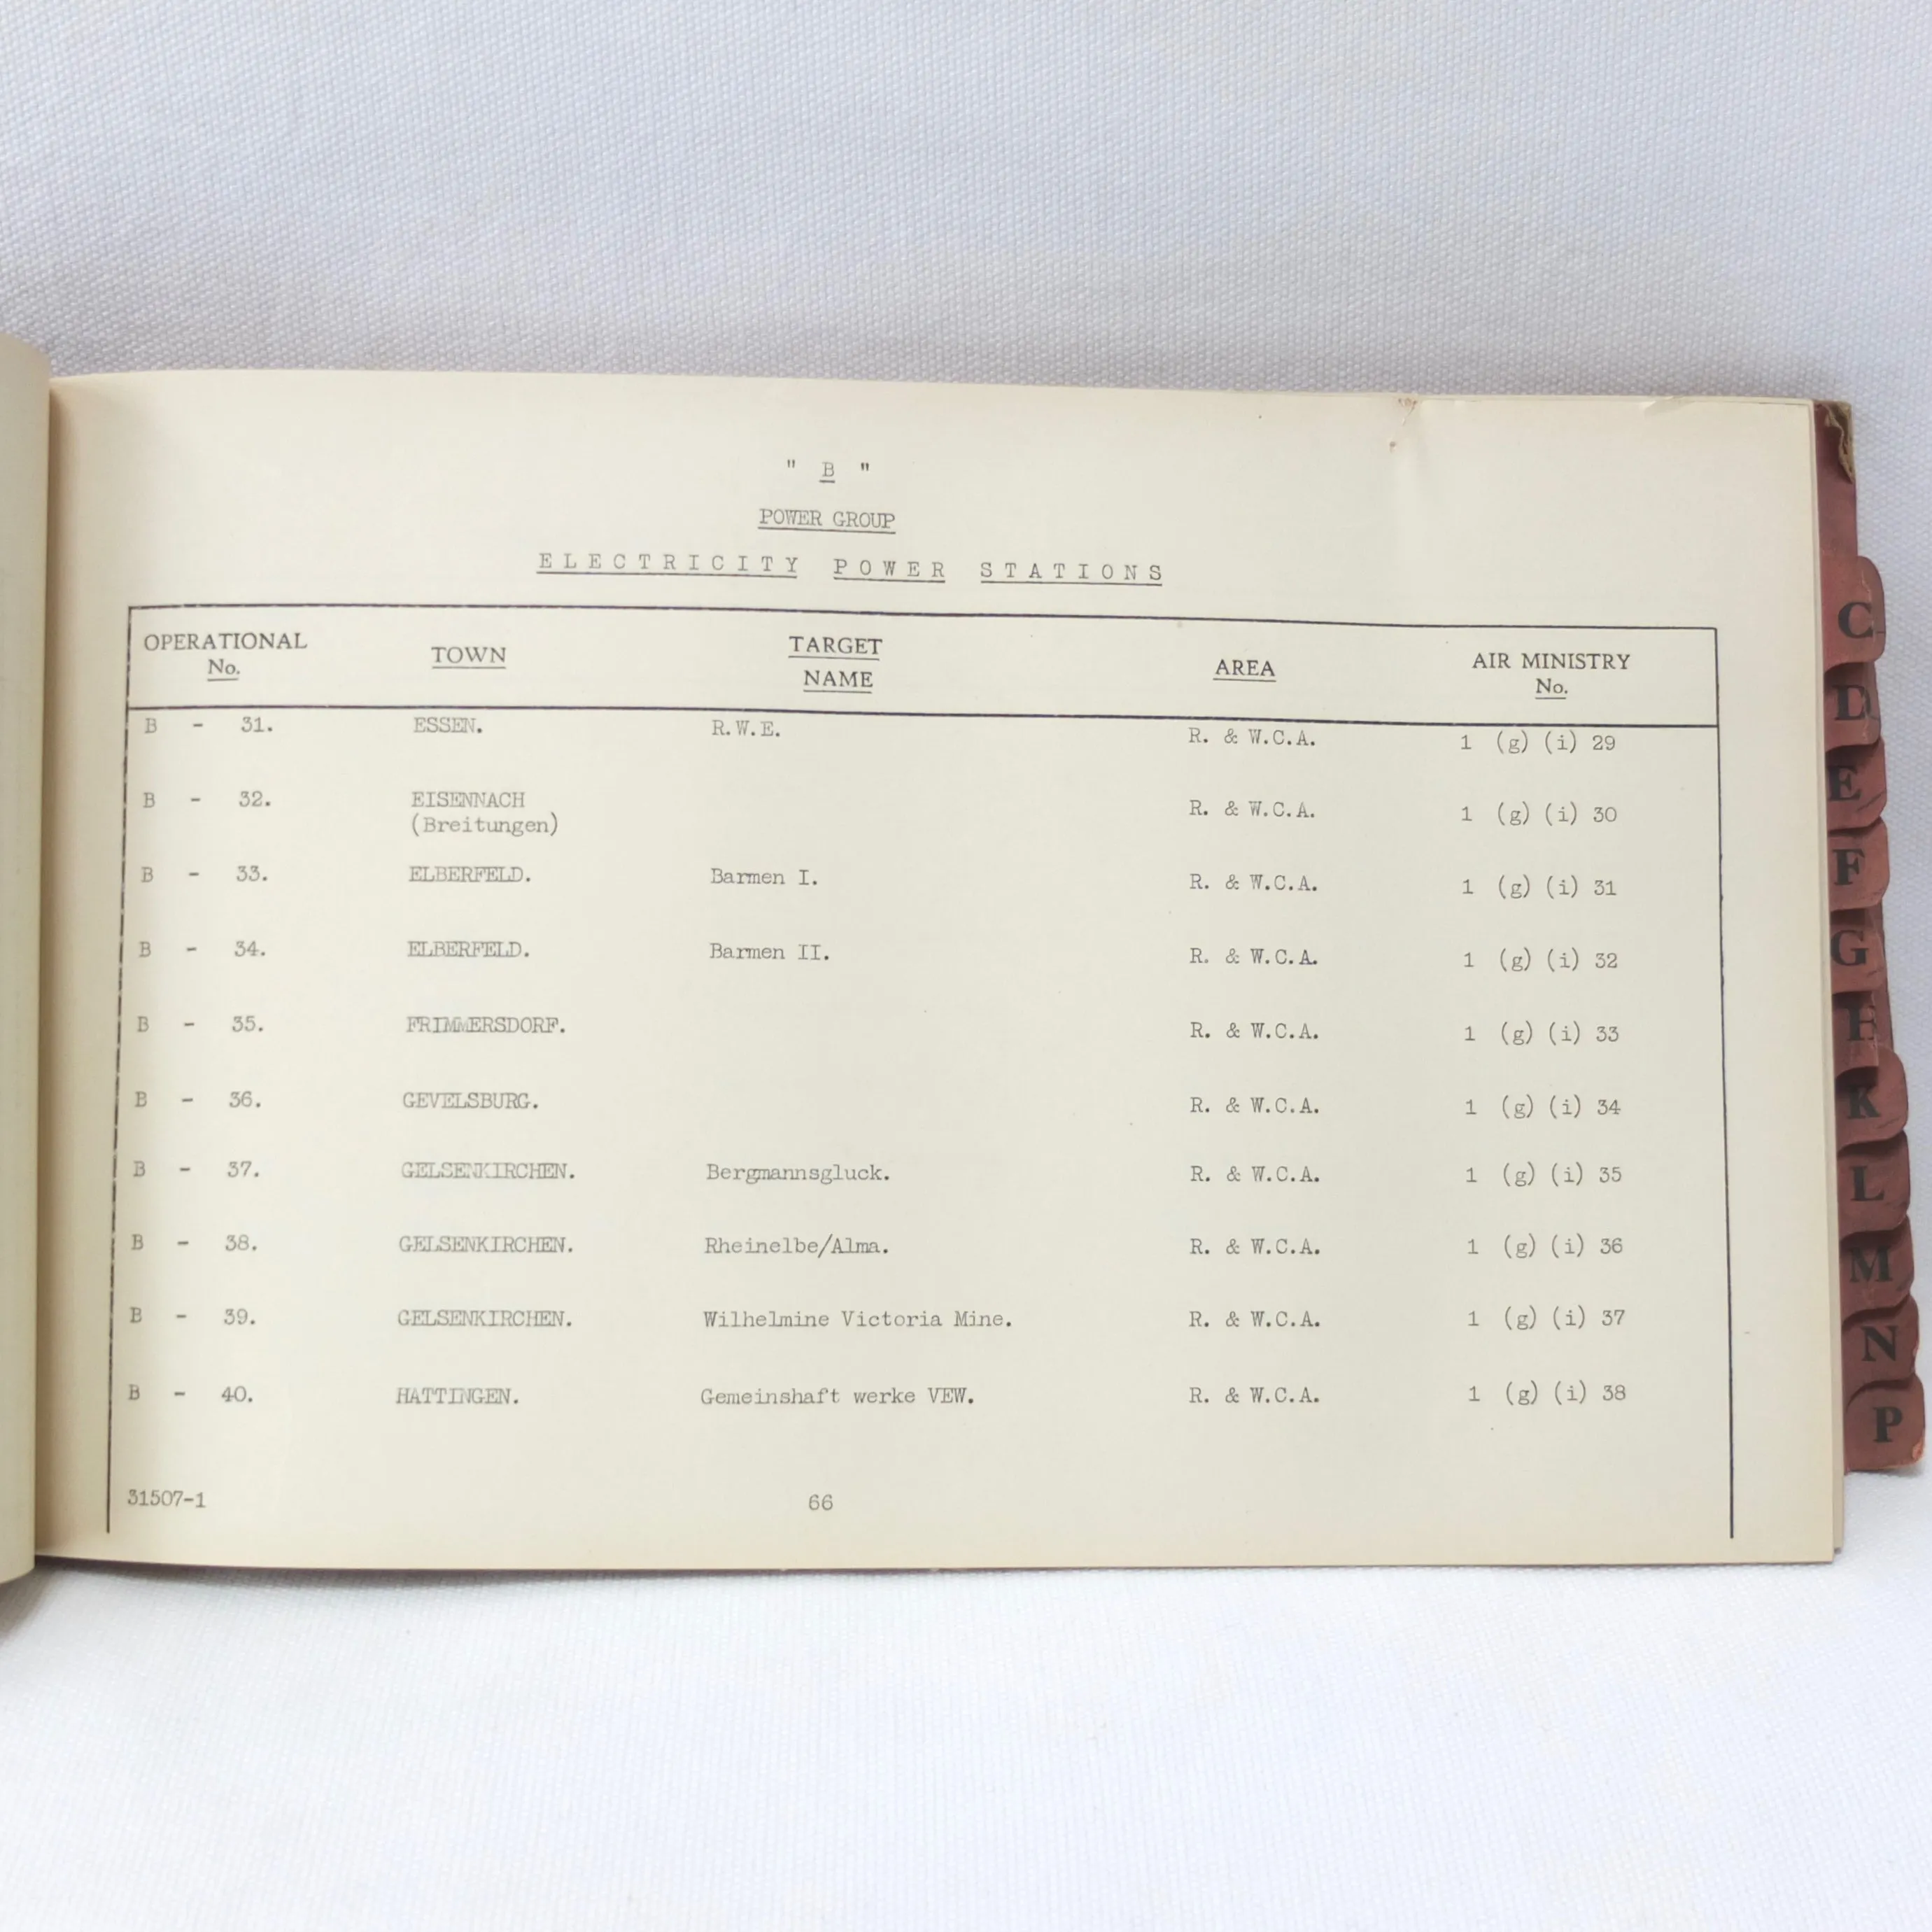 " B "
POWER GROUP
ELECTRICITY POWER STATIONS
OPERATIONAL No. TOWN TARGET NAME AREA AIR MINISTRY No.
B - 31. ESSEN. R.W.E. R. & W.C.A. 1 (g) (i) 29
B - 32. EISENNACH (Breitungen) R. & W.C.A. 1 (g) (i) 30
B - 33. ELBERFELD. Barmen I. R. & W.C.A. 1 (g) (i) 31
B - 34. ELBERFELD. Barmen II. R. & W.C.A. 1 (g) (i) 32
B - 35. FRIMMERSDORF. R. & W.C.A. 1 (g) (i) 33
B - 36. GEVELSBURG. R. & W.C.A. 1 (g) (i) 34
B - 37. GELSENKIRCHEN. Bergmannsgluck. R. & W.C.A. 1 (g) (i) 35
B - 38. GELSENKIRCHEN. Rheinelbe/Alma. R. & W.C.A. 1 (g) (i) 36
B - 39. GELSENKIRCHEN. Wilhelmine Victoria Mine. R. & W.C.A. 1 (g) (i) 37
B - 40. HATTINGEN. Gemeinshaft werke VEW. R. & W.C.A. 1 (g) (i) 38
31507-1 66
C
D
E
F
G
H
K
L
M
N
P